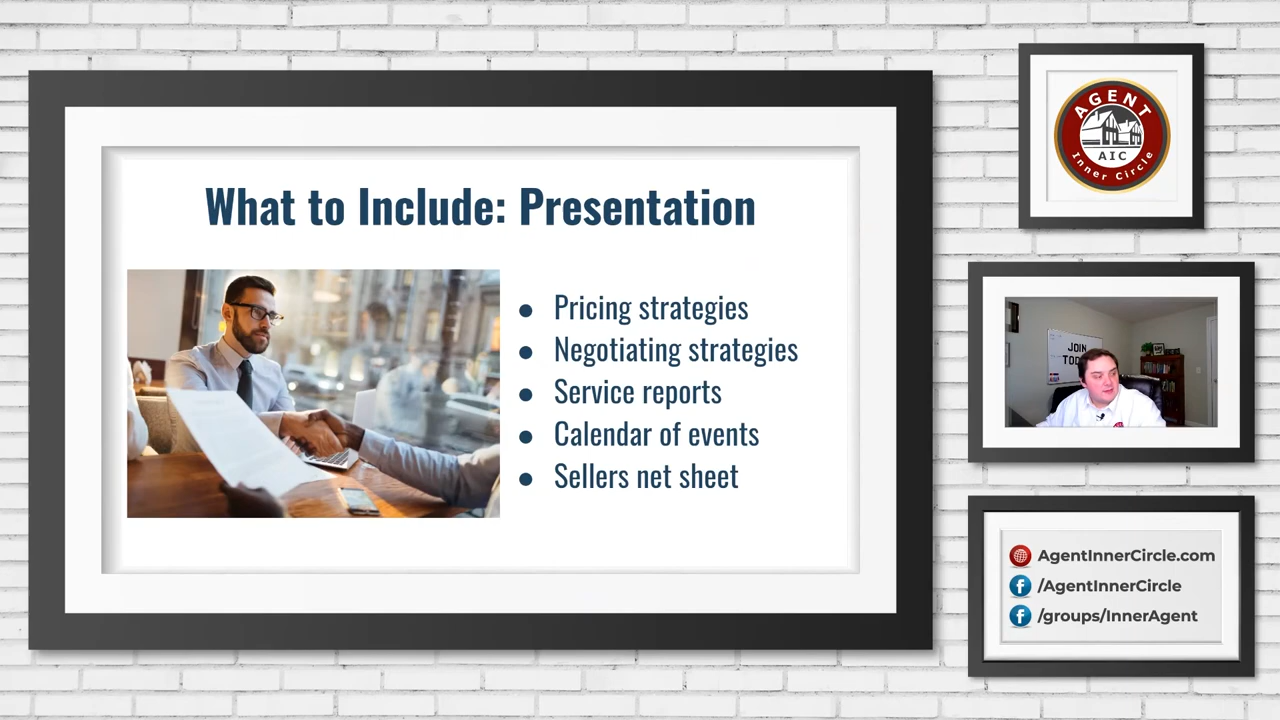 What to Include: Presentation
Pricing strategies
Negotiating strategies
Service reports
Calendar of events
Sellers net sheet
AGENT
AIC
Inner Circle
JOIN
AgentInnerCircle.com
/AgentInnerCircle
/groups/InnerAgent